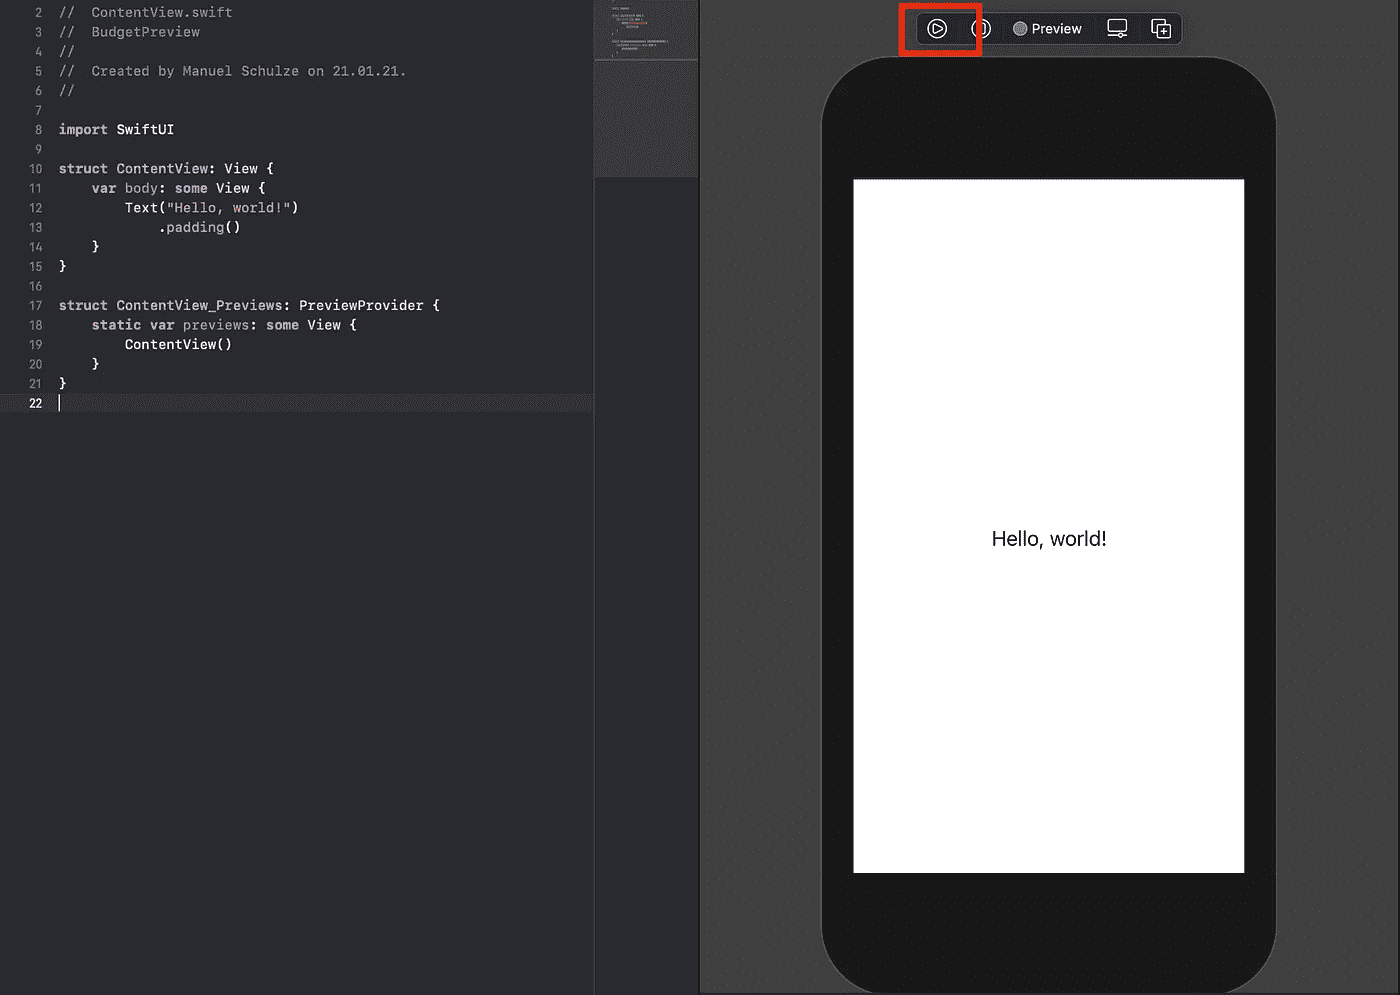 2 //  ContentView.swift
3 //  BudgetPreview
4 //
5 //  Created by Manuel Schulze on 21.01.21.
6 //
7
8 import SwiftUI
9
10 struct ContentView: View {
11     var body: some View {
12         Text("Hello, world!")
13             .padding()
14     }
15 }
16
17 struct ContentView_Previews: PreviewProvider {
18     static var previews: some View {
19         ContentView()
20     }
21 }
22
Preview
Hello, world!